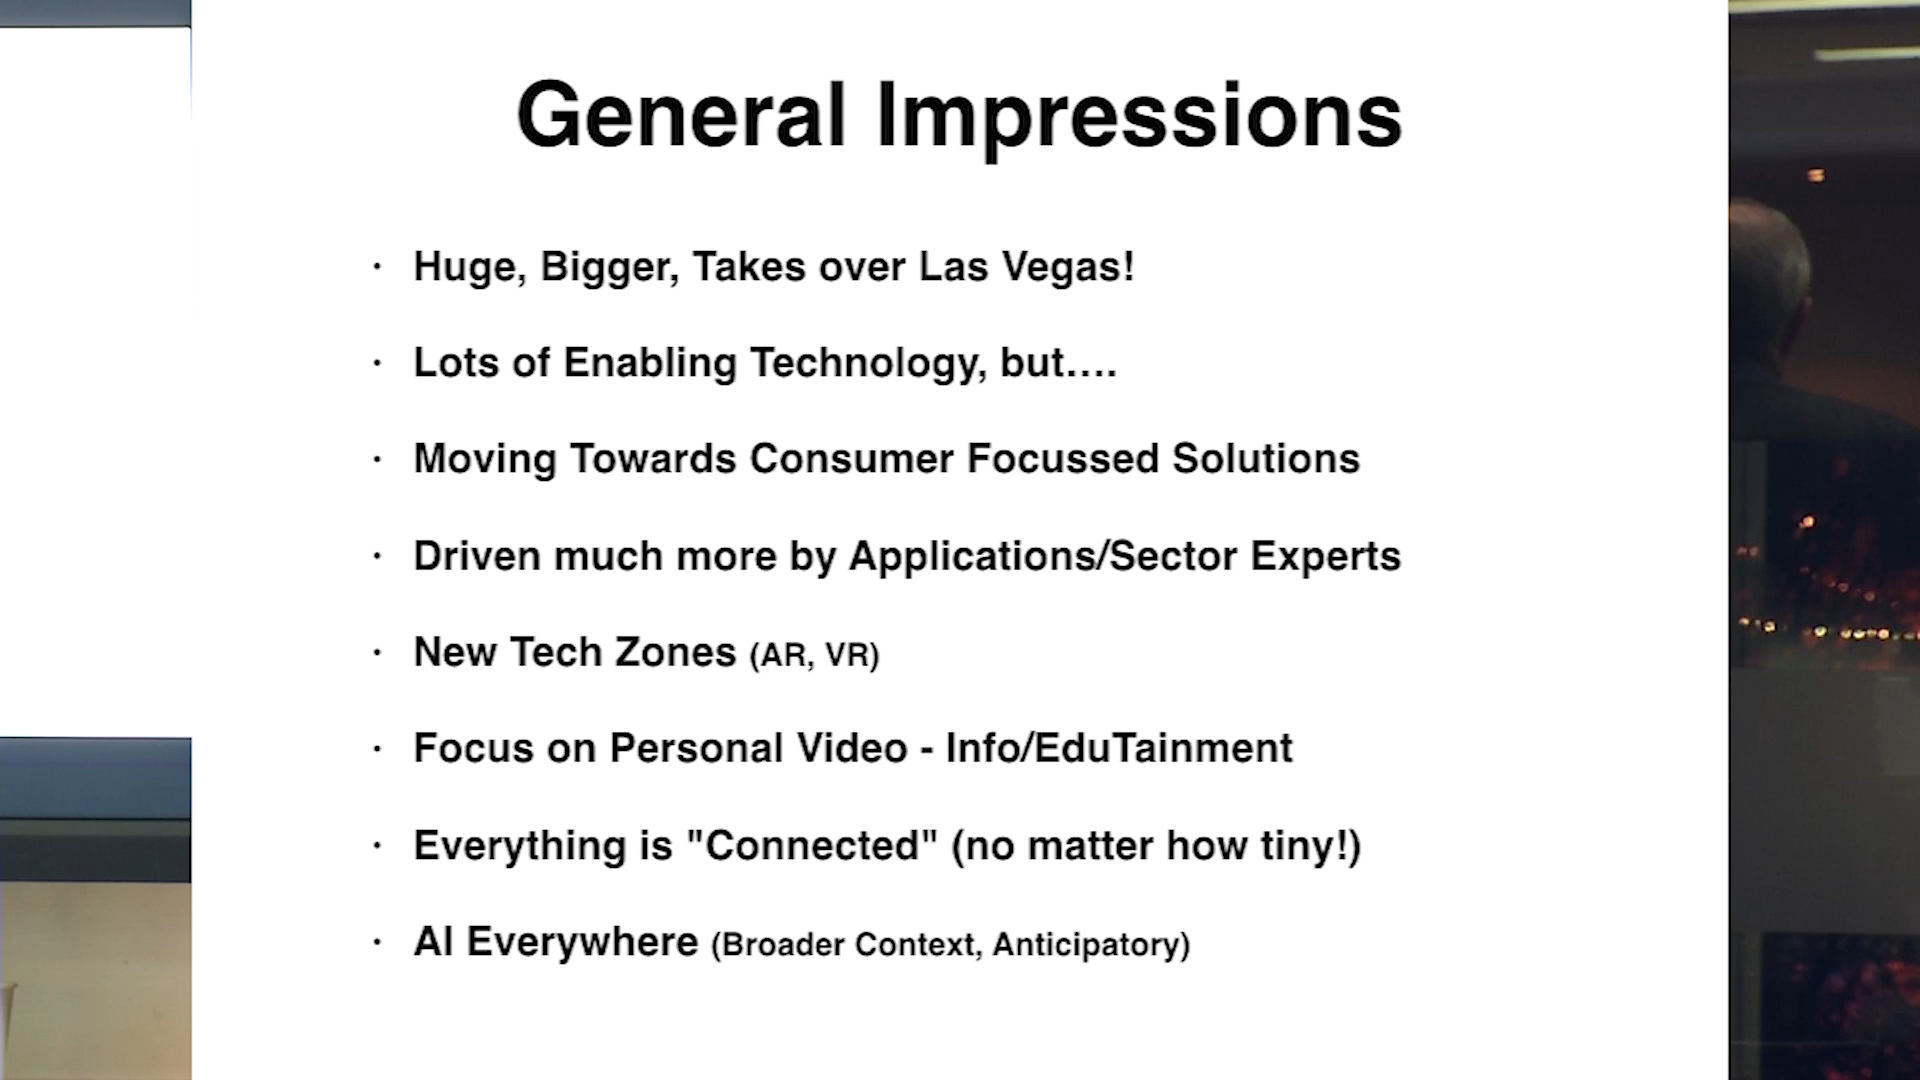 General Impressions
· Huge, Bigger, Takes over Las Vegas!
· Lots of Enabling Technology, but....
· Moving Towards Consumer Focussed Solutions
· Driven much more by Applications/Sector Experts
· New Tech Zones (AR, VR)
· Focus on Personal Video - Info/EduTainment
· Everything is "Connected" (no matter how tiny!)
· AI Everywhere (Broader Context, Anticipatory)